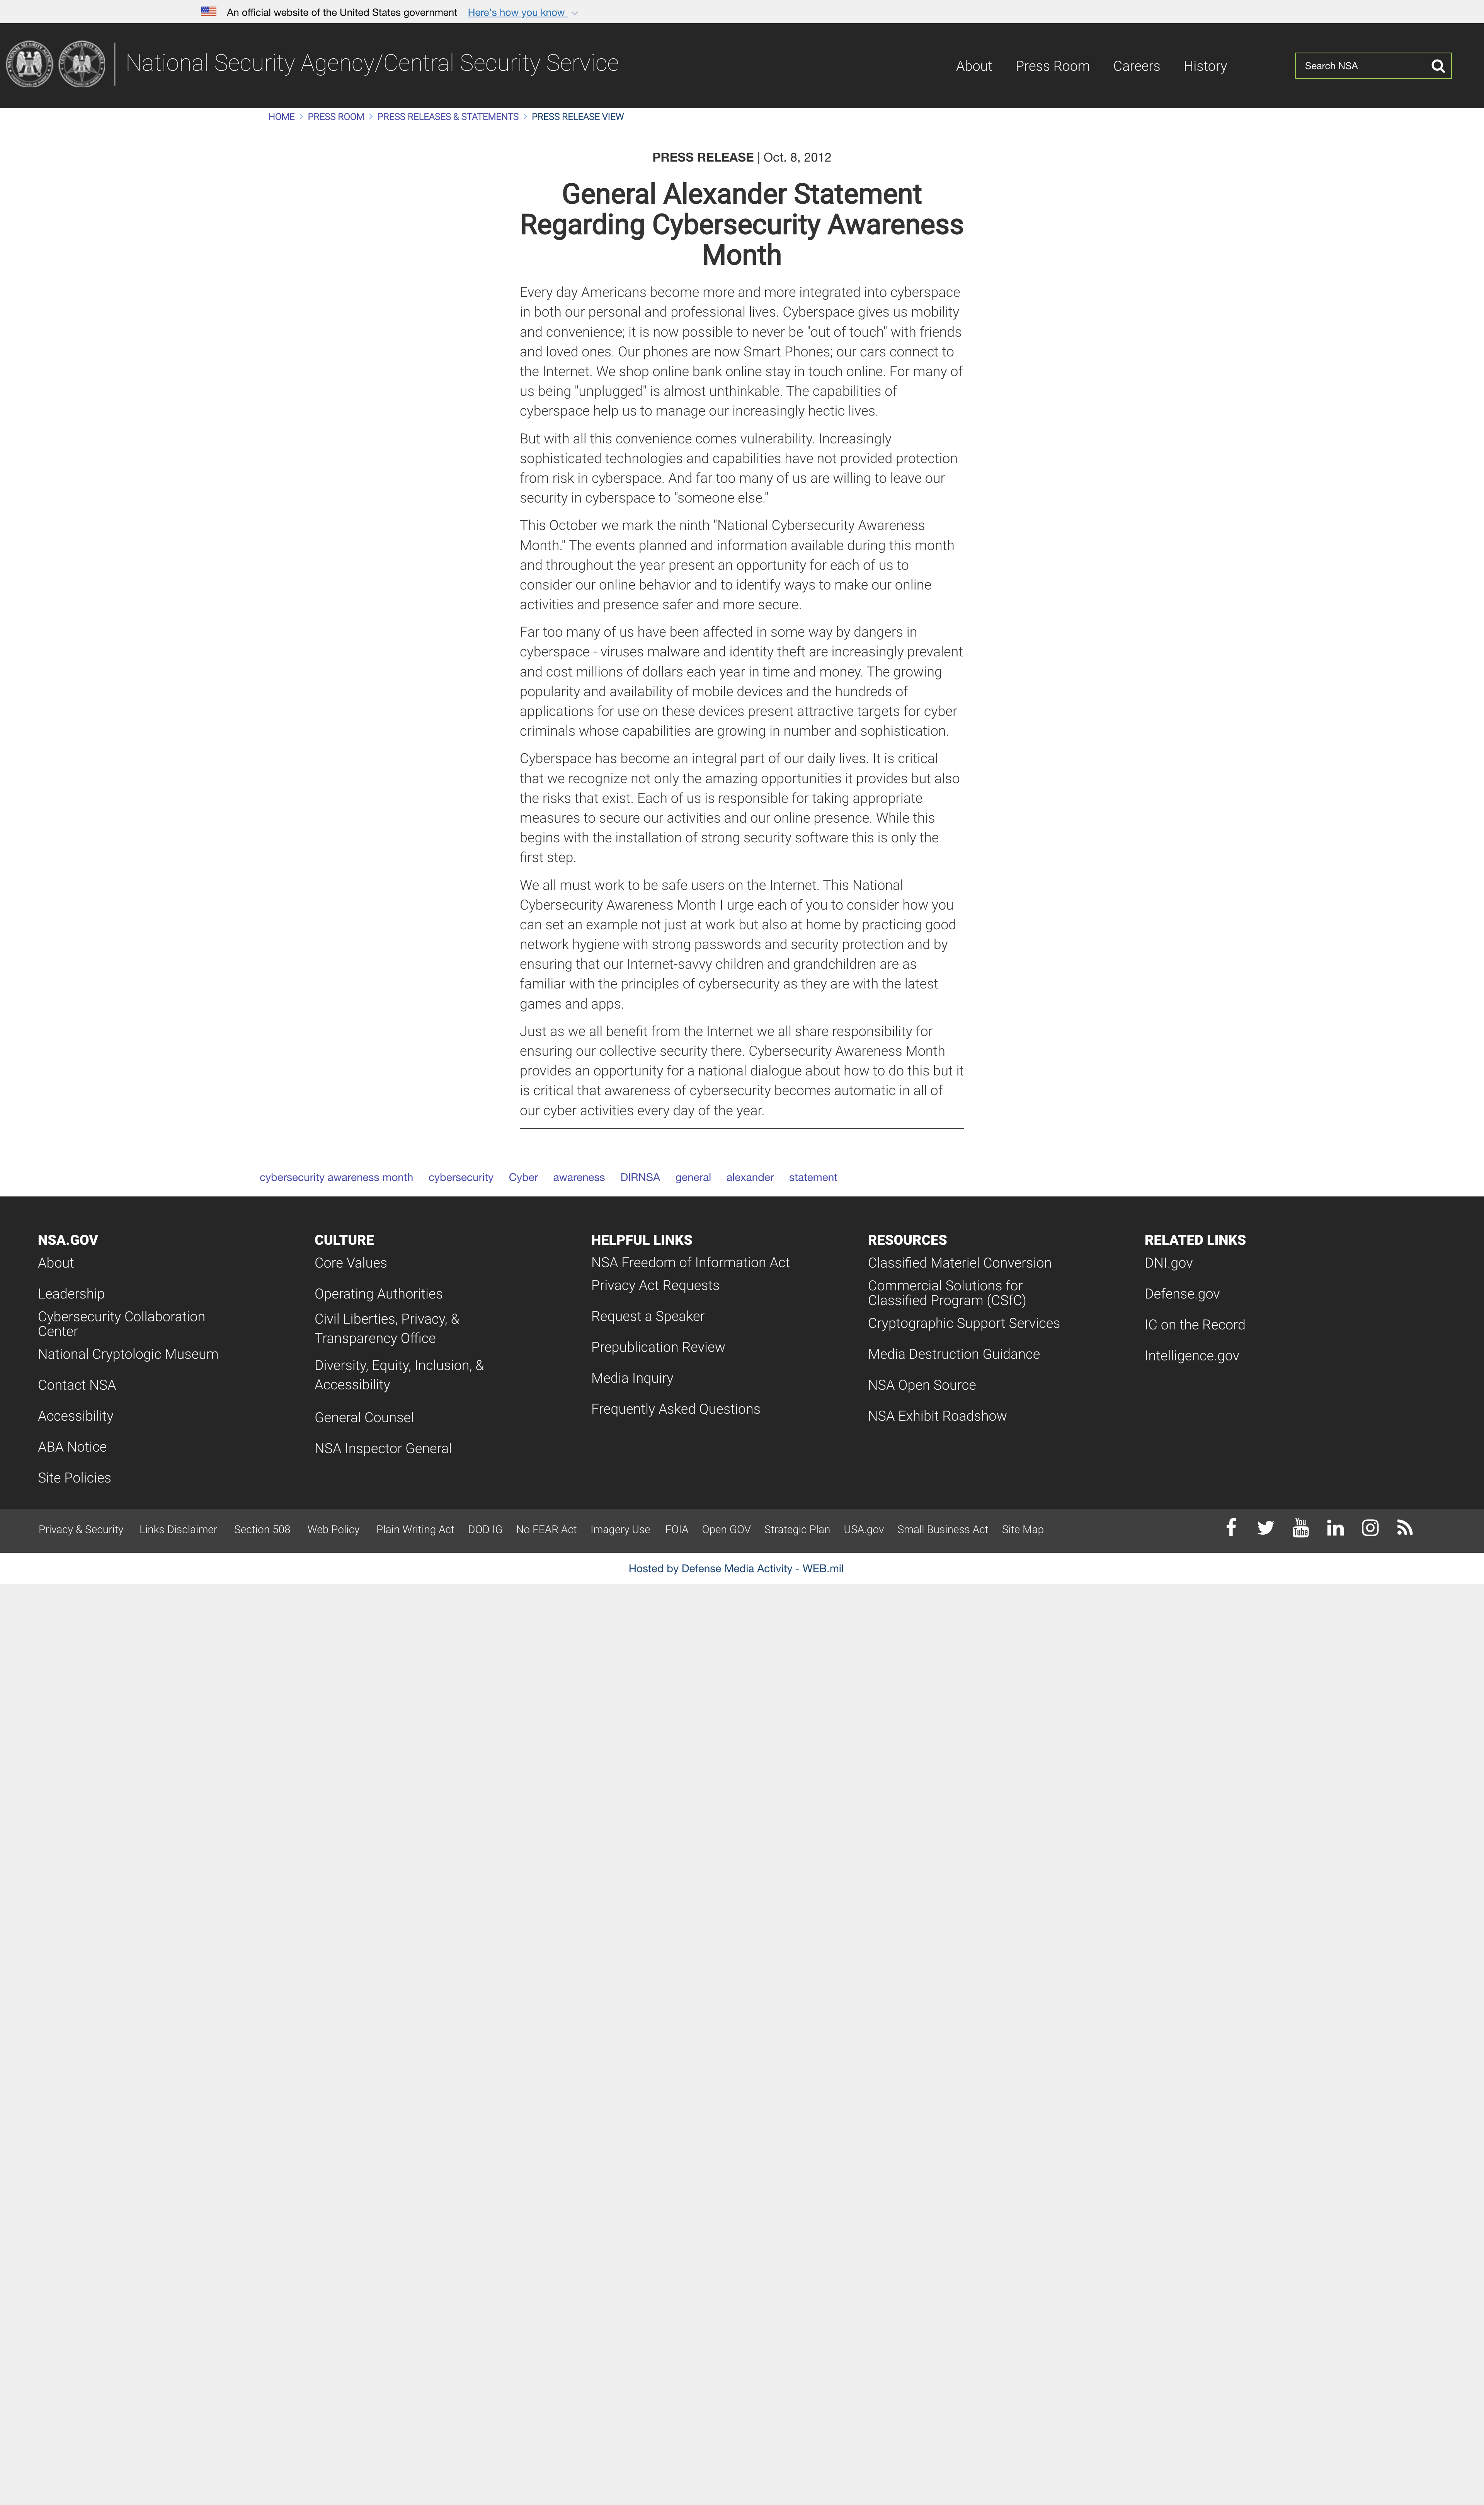 An official website of the United States government Here's how you know
National Security Agency/Central Security Service
About Press Room Careers History
Search NSA
HOME PRESS ROOM PRESS RELEASES & STATEMENTS PRESS RELEASE VIEW
PRESS RELEASE | Oct. 8, 2012
General Alexander Statement
Regarding Cybersecurity Awareness
Month
Every day Americans become more and more integrated into cyberspace
in both our personal and professional lives. Cyberspace gives us mobility
and convenience; it is now possible to never be "out of touch" with friends
and loved ones. Our phones are now Smart Phones; our cars connect to
the Internet. We shop online bank online stay in touch online. For many of
us being "unplugged" is almost unthinkable. The capabilities of
cyberspace help us to manage our increasingly hectic lives.
But with all this convenience comes vulnerability. Increasingly
sophisticated technologies and capabilities have not provided protection
from risk in cyberspace. And far too many of us are willing to leave our
security in cyberspace to "someone else."
This October we mark the ninth "National Cybersecurity Awareness
Month." The events planned and information available during this month
and throughout the year present an opportunity for each of us to
consider our online behavior and to identify ways to make our online
activities and presence safer and more secure.
Far too many of us have been affected in some way by dangers in
cyberspace - viruses malware and identity theft are increasingly prevalent
and cost millions of dollars each year in time and money. The growing
popularity and availability of mobile devices and the hundreds of
applications for use on these devices present attractive targets for cyber
criminals whose capabilities are growing in number and sophistication.
Cyberspace has become an integral part of our daily lives. It is critical
that we recognize not only the amazing opportunities it provides but also
the risks that exist. Each of us is responsible for taking appropriate
measures to secure our activities and our online presence. While this
begins with the installation of strong security software this is only the
first step.
We all must work to be safe users on the Internet. This National
Cybersecurity Awareness Month I urge each of you to consider how you
can set an example not just at work but also at home by practicing good
network hygiene with strong passwords and security protection and by
ensuring that our Internet-savvy children and grandchildren are as
familiar with the principles of cybersecurity as they are with the latest
games and apps.
Just as we all benefit from the Internet we all share responsibility for
ensuring our collective security there. Cybersecurity Awareness Month
provides an opportunity for a national dialogue about how to do this but it
is critical that awareness of cybersecurity becomes automatic in all of
our cyber activities every day of the year.
cybersecurity awareness month cybersecurity Cyber awareness DIRNSA general alexander statement
NSA.GOV
About
Leadership
Cybersecurity Collaboration
Center
National Cryptologic Museum
Contact NSA
Accessibility
ABA Notice
Site Policies
CULTURE
Core Values
Operating Authorities
Civil Liberties, Privacy, &
Transparency Office
Diversity, Equity, Inclusion, &
Accessibility
General Counsel
NSA Inspector General
HELPFUL LINKS
NSA Freedom of Information Act
Privacy Act Requests
Request a Speaker
Prepublication Review
Media Inquiry
Frequently Asked Questions
RESOURCES
Classified Materiel Conversion
Commercial Solutions for
Classified Program (CSfC)
Cryptographic Support Services
Media Destruction Guidance
NSA Open Source
NSA Exhibit Roadshow
RELATED LINKS
DNI.gov
Defense.gov
IC on the Record
Intelligence.gov
Privacy & Security Links Disclaimer Section 508 Web Policy Plain Writing Act DOD IG No FEAR Act Imagery Use FOIA Open GOV Strategic Plan USA.gov Small Business Act Site Map
You Tube
Hosted by Defense Media Activity - WEB.mil